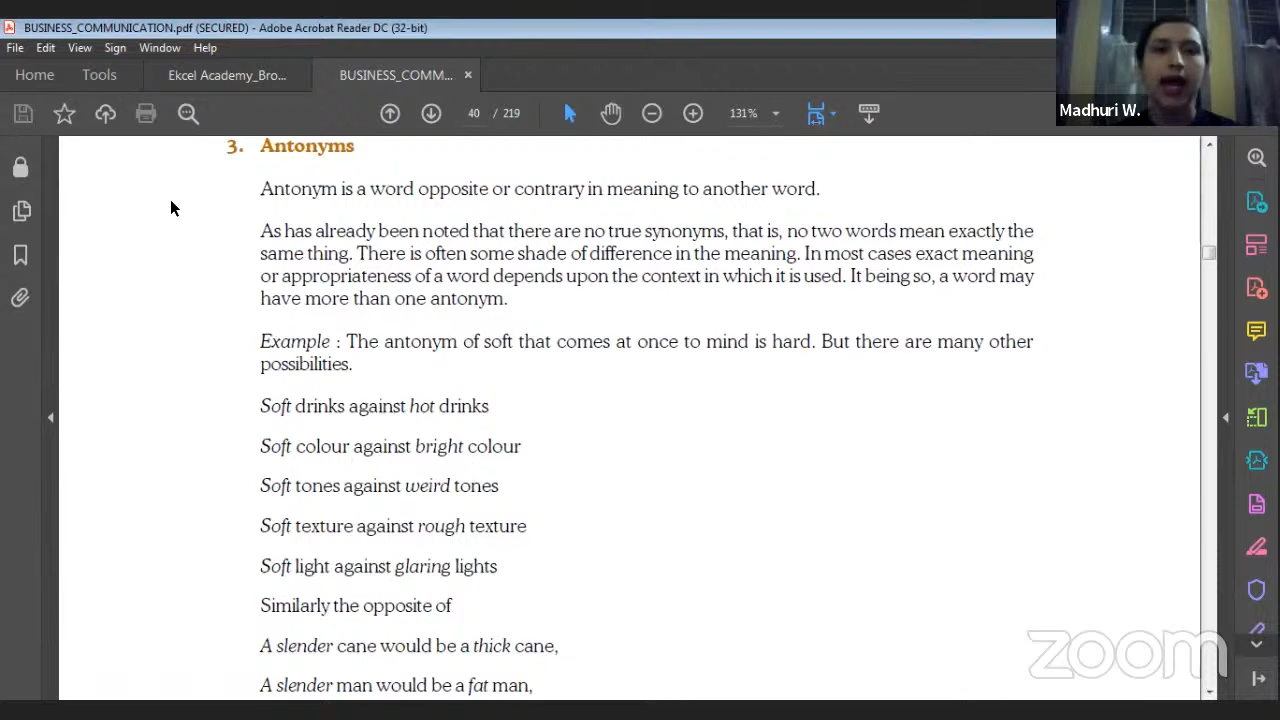 BUSINESS_COMMUNICATION.pdf (SECURED) - Adobe Acrobat Reader DC (32-bit)
File Edit View Sign Window Help
Home Tools Ekcel Academy_Bro... BUSINESS_COMM... ×
40 / 219 131%
Madhuri W.
3. Antonyms
Antonym is a word opposite or contrary in meaning to another word.
As has already been noted that there are no true synonyms, that is, no two words mean exactly the
same thing. There is often some shade of difference in the meaning. In most cases exact meaning
or appropriateness of a word depends upon the context in which it is used. It being so, a word may
have more than one antonym.
Example : The antonym of soft that comes at once to mind is hard. But there are many other
possibilities.
Soft drinks against hot drinks
Soft colour against bright colour
Soft tones against weird tones
Soft texture against rough texture
Soft light against glaring lights
Similarly the opposite of
A slender cane would be a thick cane,
A slender man would be a fat man,
zoom